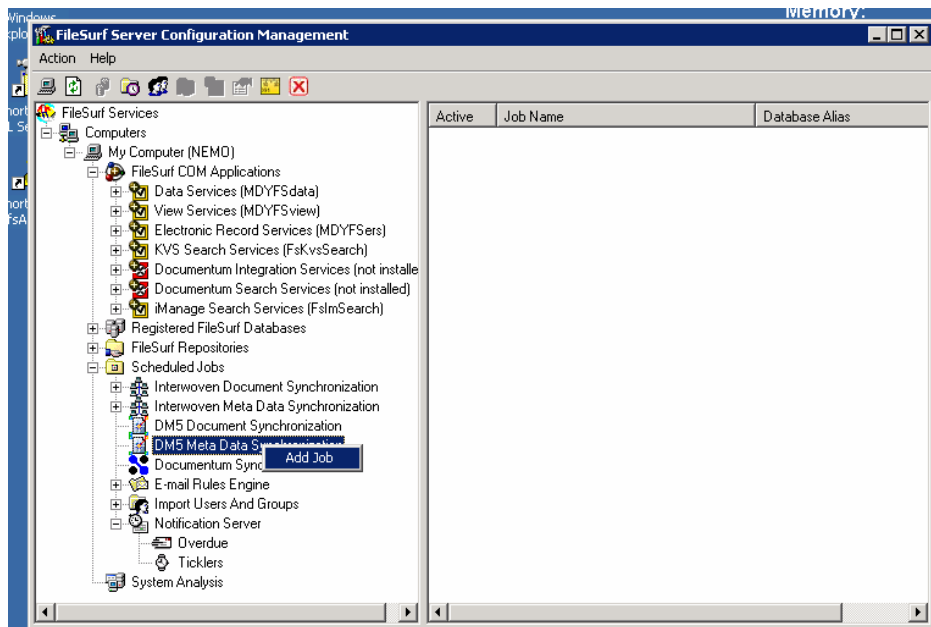 Windows
Memory:
FileSurf Server Configuration Management
Action Help
FileSurf Services
Active Job Name Database Alias
Computers
My Computer (NEMO)
FileSurf COM Applications
Data Services (MDYFSdata)
View Services (MDYFSview)
Electronic Record Services (MDYFSers)
KVS Search Services (FsKvsSearch)
Documentum Integration Services (not installe
Documentum Search Services (not installed)
iManage Search Services (FsImSearch)
Registered FileSurf Databases
FileSurf Repositories
Scheduled Jobs
Interwoven Document Synchronization
Interwoven Meta Data Synchronization
DM5 Document Synchronization
DM5 Meta Data Synchronization
Add Job
Documentum Sync
E-mail Rules Engine
Import Users And Groups
Notification Server
Overdue
Ticklers
System Analysis